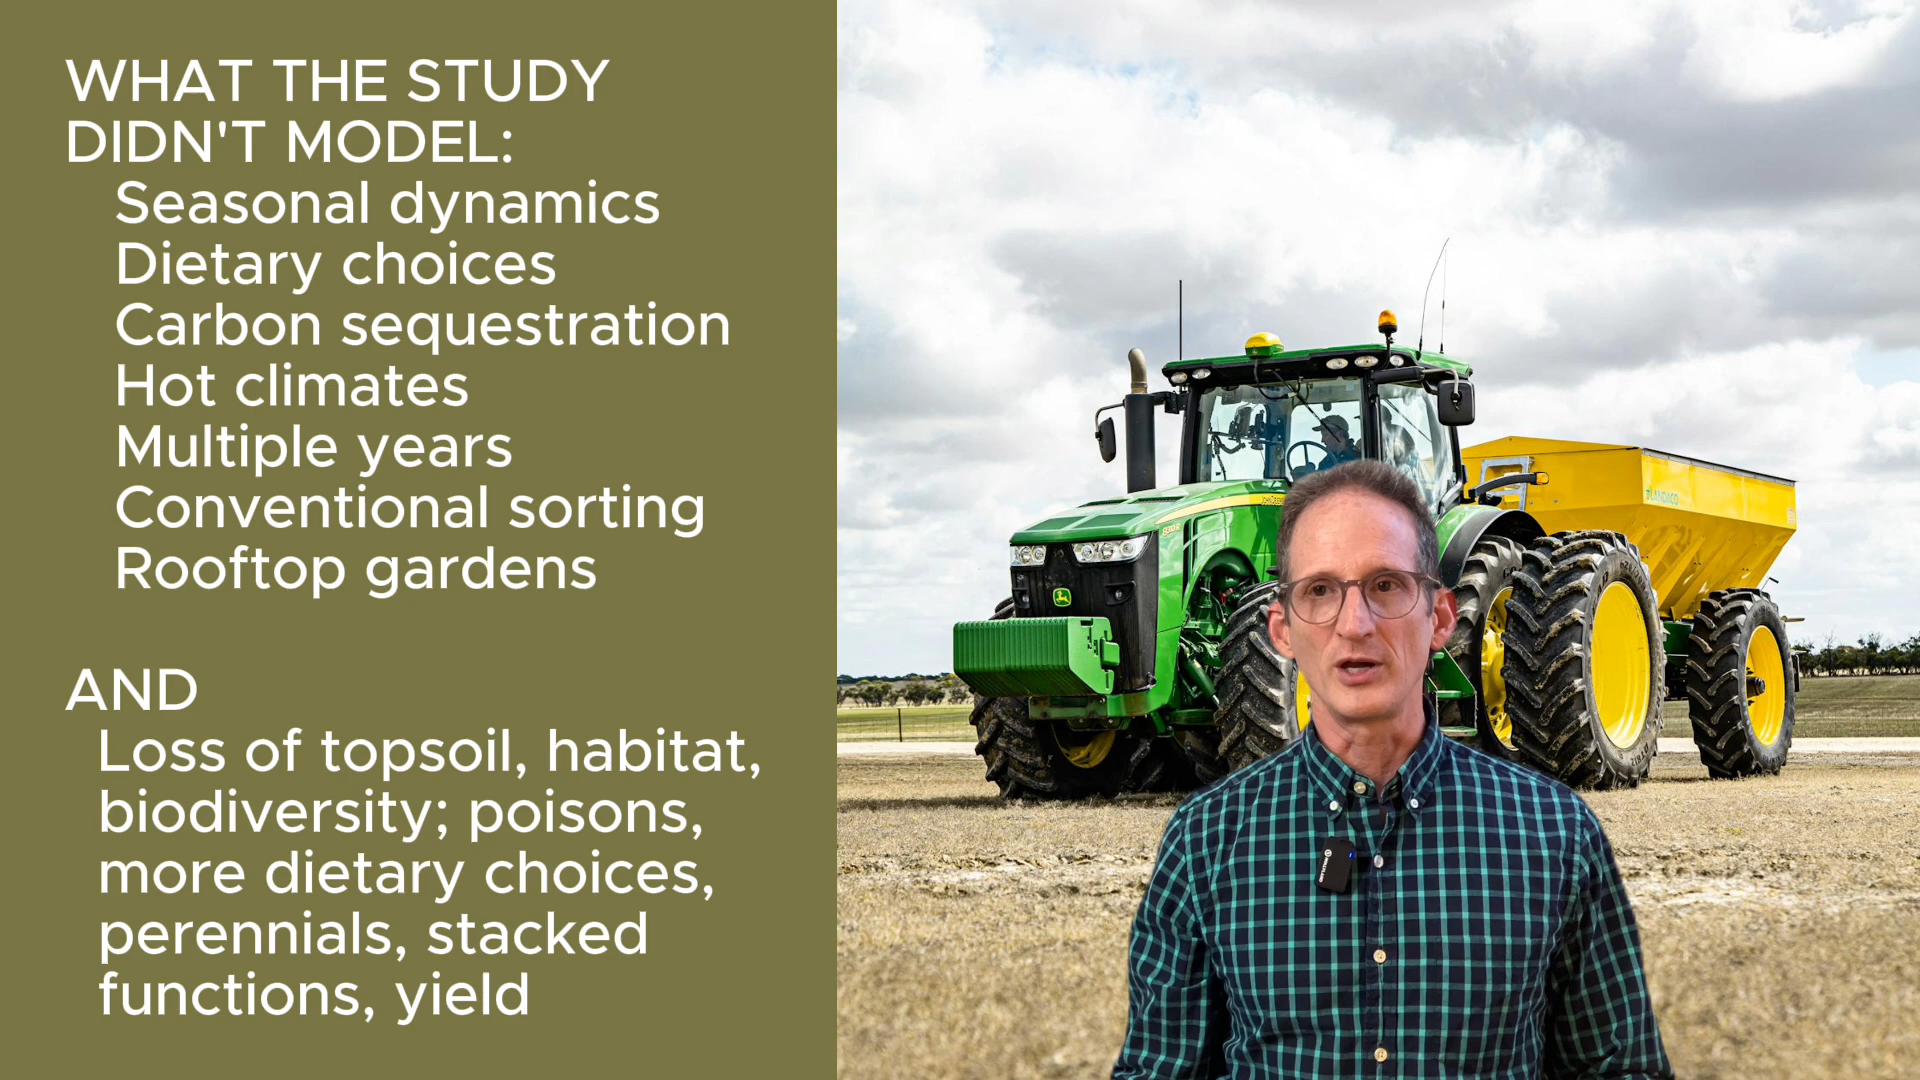 WHAT THE STUDY
DIDN'T MODEL:
Seasonal dynamics
Dietary choices
Carbon sequestration
Hot climates
Multiple years
Conventional sorting
Rooftop gardens
AND
Loss of topsoil, habitat,
biodiversity; poisons,
more dietary choices,
perennials, stacked
functions, yield